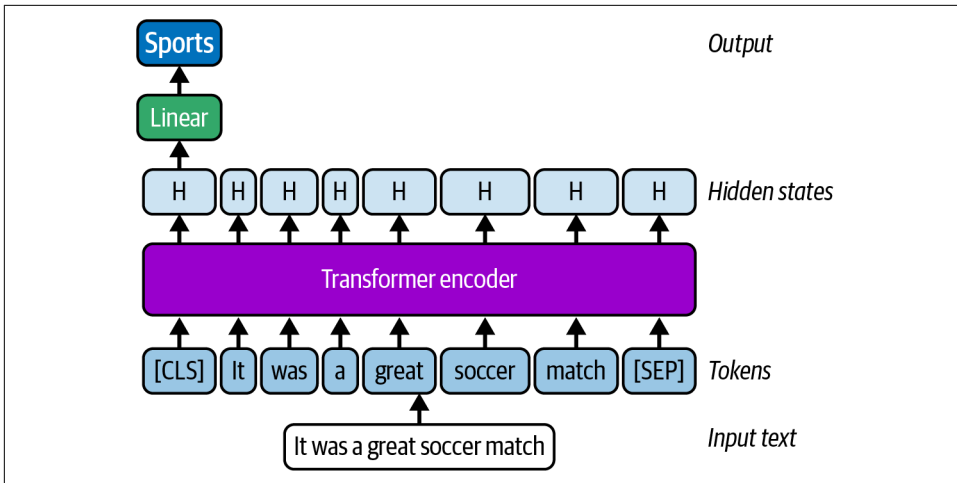 Sports Output
Linear
H H H H H H H H Hidden states
Transformer encoder
[CLS] It was a great soccer match [SEP] Tokens
It was a great soccer match Input text